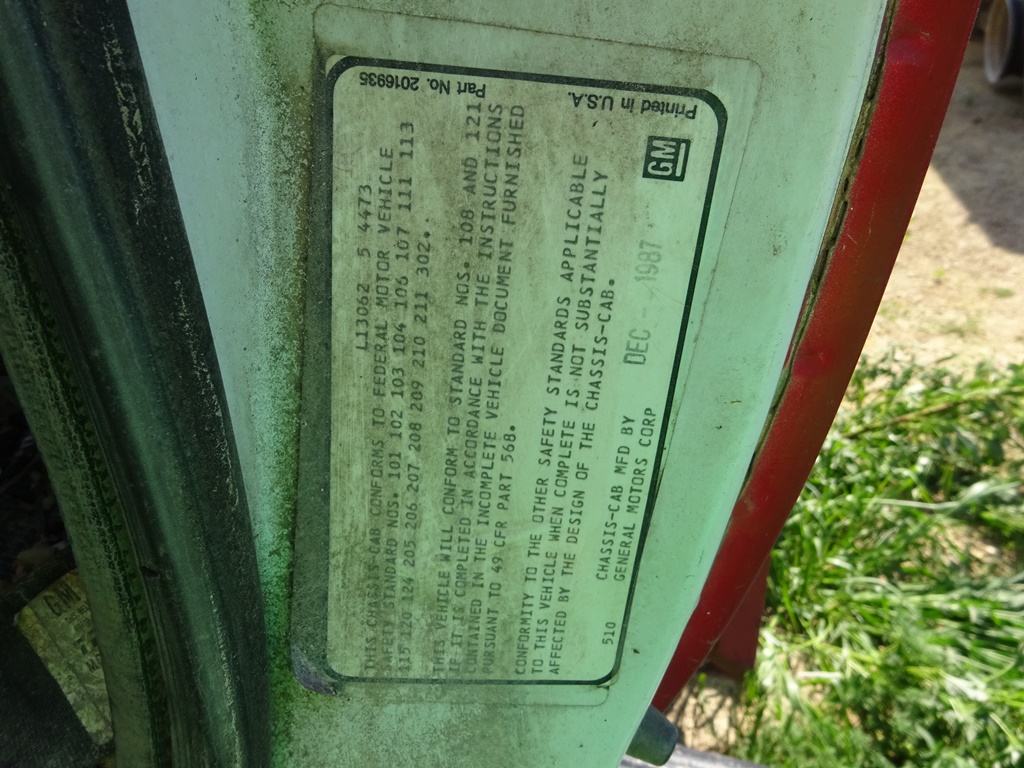 L13062 5 4473
THIS CHASSIS-CAB CONFORMS TO FEDERAL MOTOR VEHICLE
SAFETY STANDARD NOS. 101 102 103 104 106 107 111 113
115 120 124 205 206 207 208 209 210 211 302.
THIS VEHICLE WILL CONFORM TO STANDARD NOS. 108 AND 121
IF IT IS COMPLETED IN ACCORDANCE WITH THE INSTRUCTIONS
CONTAINED IN THE INCOMPLETE VEHICLE DOCUMENT FURNISHED
PURSUANT TO 49 CFR PART 568.
CONFORMITY TO THE OTHER SAFETY STANDARDS APPLICABLE
TO THIS VEHICLE WHEN COMPLETE IS NOT SUBSTANTIALLY
AFFECTED BY THE DESIGN OF THE CHASSIS-CAB.
DEC - 1987
CHASSIS-CAB MFD BY
510 GENERAL MOTORS CORP
GM
Part No. 2016935
Printed in U.S.A.
GM